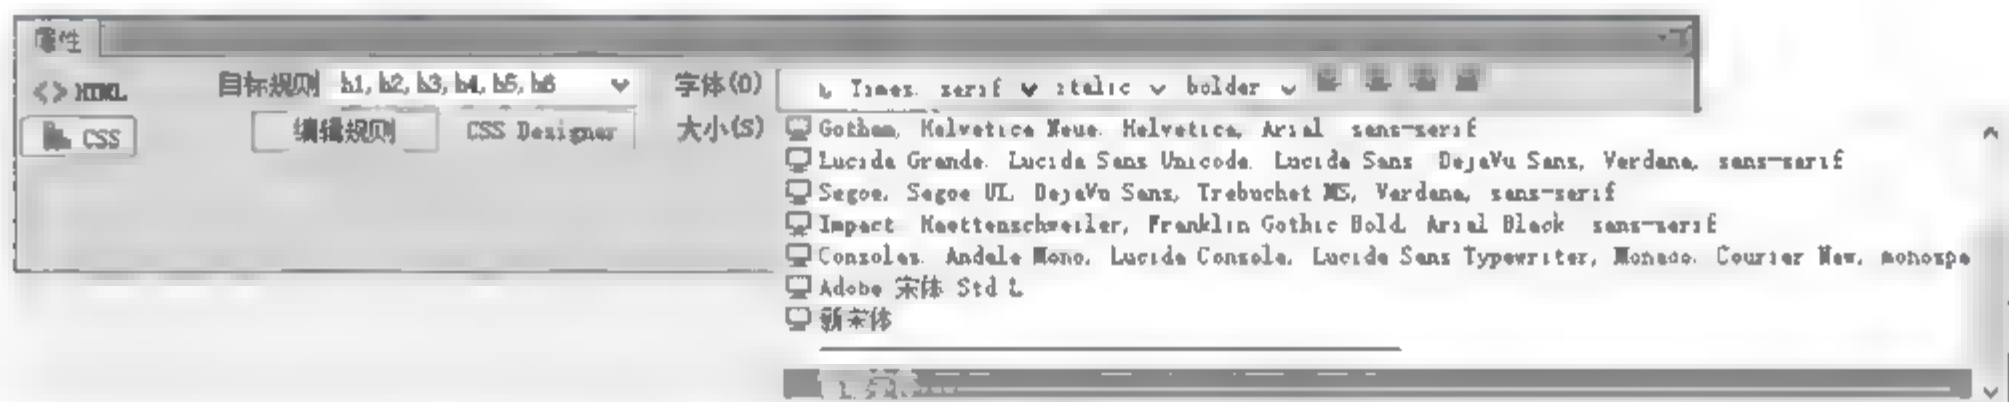 属性
<> HTML 目标规则 h1, h2, h3, h4, h5, h6 字体(O) Times, serif italic bolder
CSS 编辑规则 CSS Designer 大小(S)
Gotham, Helvetica Neue, Helvetica, Arial, sans-serif
Lucida Grande, Lucida Sans Unicode, Lucida Sans, DejaVu Sans, Verdana, sans-serif
Segoe, Segoe UI, DejaVu Sans, Trebuchet MS, Verdana, sans-serif
Impact, Haettenschweiler, Franklin Gothic Bold, Arial Black, sans-serif
Consolas, Andale Mono, Lucida Console, Lucida Sans Typewriter, Monaco, Courier New, monospa
Adobe 宋体 Std L
新宋体